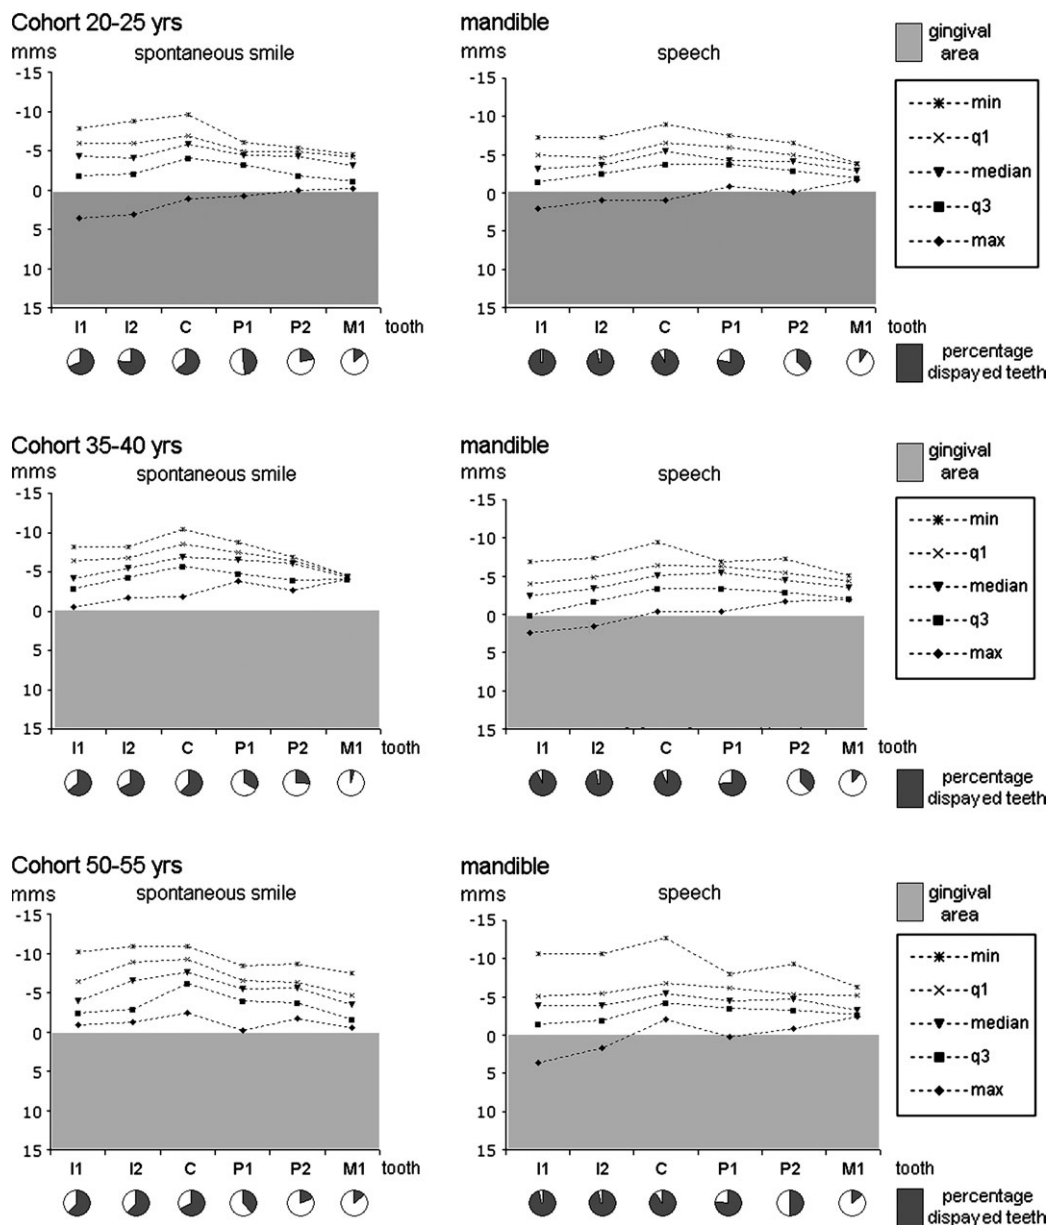 Cohort 20-25 yrs
mms
spontaneous smile
-15
-10
-5
0
5
10
15
I1 I2 C P1 P2 M1 tooth
mandible
mms
speech
-15
-10
-5
0
5
10
15
I1 I2 C P1 P2 M1 tooth
gingival
area
min
q1
median
q3
max
percentage
dispayed teeth
Cohort 35-40 yrs
mms
spontaneous smile
-15
-10
-5
0
5
10
15
I1 I2 C P1 P2 M1 tooth
mandible
mms
speech
-15
-10
-5
0
5
10
15
I1 I2 C P1 P2 M1 tooth
gingival
area
min
q1
median
q3
max
percentage
dispayed teeth
Cohort 50-55 yrs
mms
spontaneous smile
-15
-10
-5
0
5
10
15
I1 I2 C P1 P2 M1
mandible
mms
speech
-15
-10
-5
0
5
10
15
I1 I2 C P1 P2 M1 tooth
gingival
area
min
q1
median
q3
max
percentage
dispayed teeth